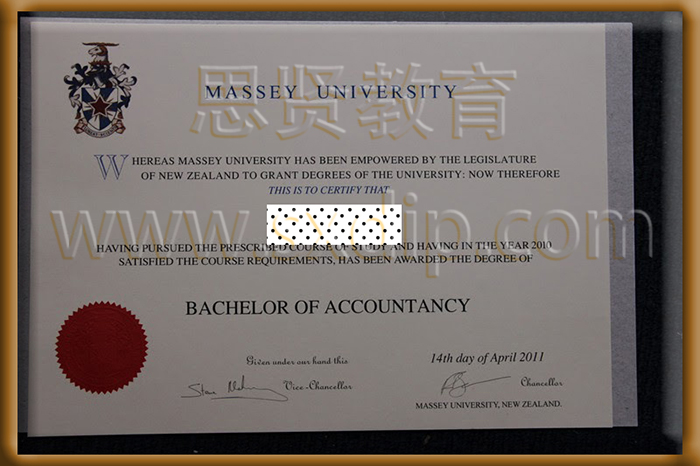 思贤教育
MASSEY UNIVERSITY
WHEREAS MASSEY UNIVERSITY HAS BEEN EMPOWERED BY THE LEGISLATURE
OF NEW ZEALAND TO GRANT DEGREES OF THE UNIVERSITY: NOW THEREFORE
THIS IS TO CERTIFY THAT
www.sxdip.com
HAVING PURSUED THE PRESCRIBED COURSE OF STUDY AND HAVING IN THE YEAR 2010
SATISFIED THE COURSE REQUIREMENTS, HAS BEEN AWARDED THE DEGREE OF
BACHELOR OF ACCOUNTANCY
Given under our hand this 14th day of April 2011
Vice-Chancellor Chancellor
MASSEY UNIVERSITY, NEW ZEALAND.